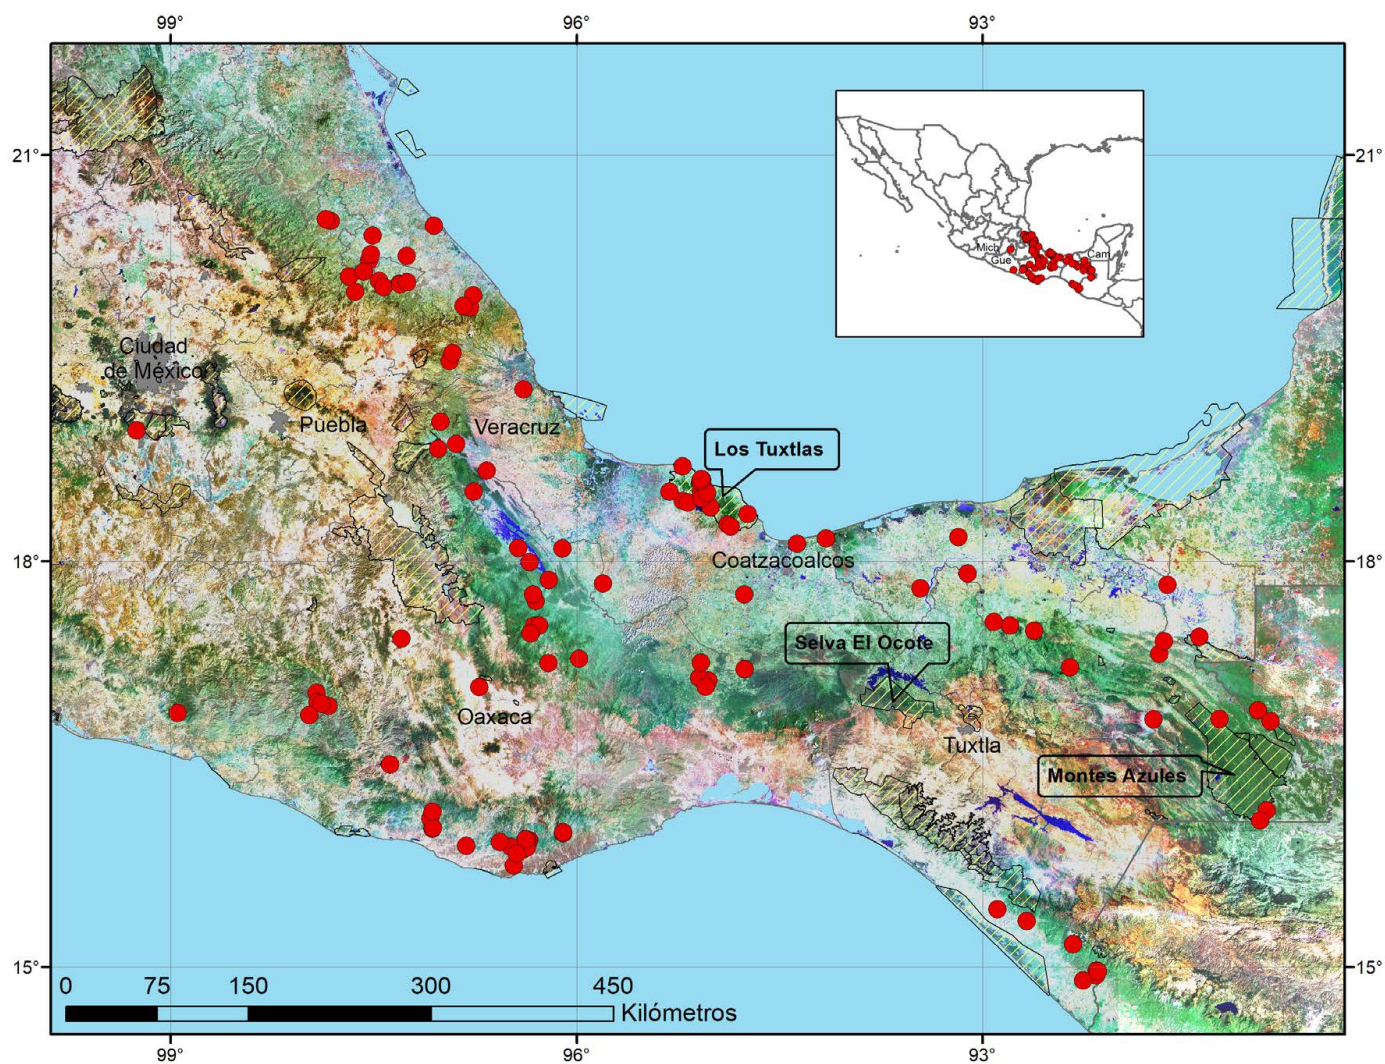 99°
96°
93°
21°
21°
Mich
Cam
Gue
Ciudad
de México
Puebla
Veracruz
Los Tuxtlas
18°
18°
Coatzacoalcos
Selva El Ocote
Oaxaca
Tuxtla
Montes Azules
15°
15°
0 75 150 300 450
Kilómetros
99°
96°
93°